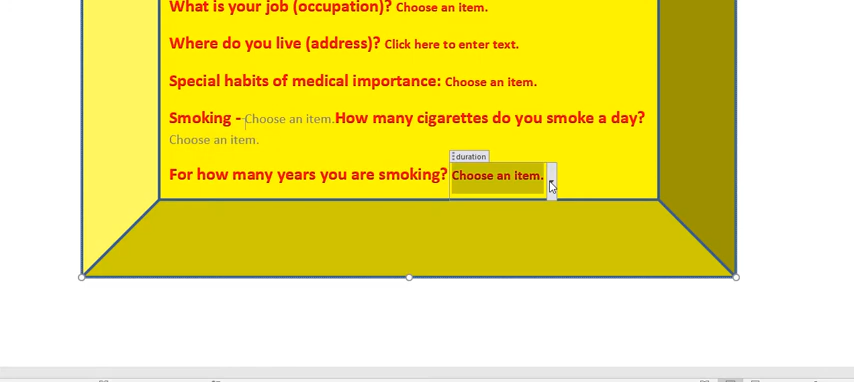 What is your job (occupation)? Choose an item.
Where do you live (address)? Click here to enter text.
Special habits of medical importance: Choose an item.
Smoking - Choose an item.How many cigarettes do you smoke a day?
Choose an item.
duration
For how many years you are smoking? Choose an item.